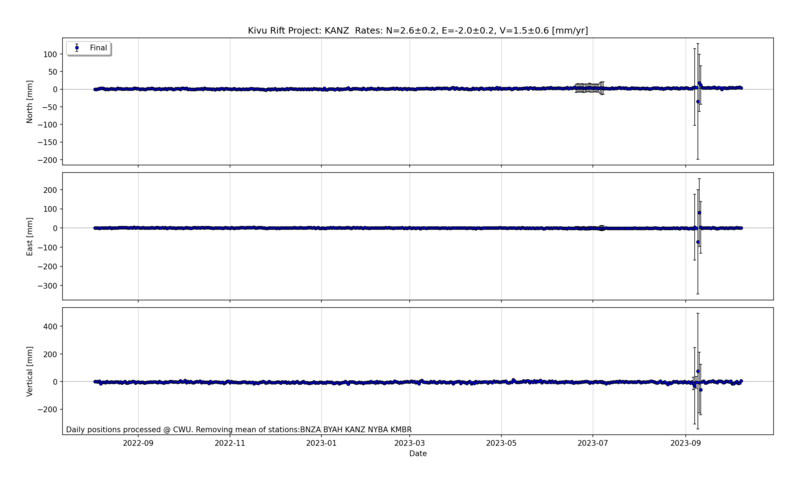 Kivu Rift Project: KANZ  Rates: N=2.6±0.2, E=-2.0±0.2, V=1.5±0.6 [mm/yr]
Final
North [mm]
100
50
0
−50
−100
−150
−200
East [mm]
200
100
0
−100
−200
−300
Vertical [mm]
400
200
0
−200
Daily positions processed @ CWU. Removing mean of stations:BNZA BYAH KANZ NYBA KMBR
2022-09 2022-11 2023-01 2023-03 2023-05 2023-07 2023-09
Date